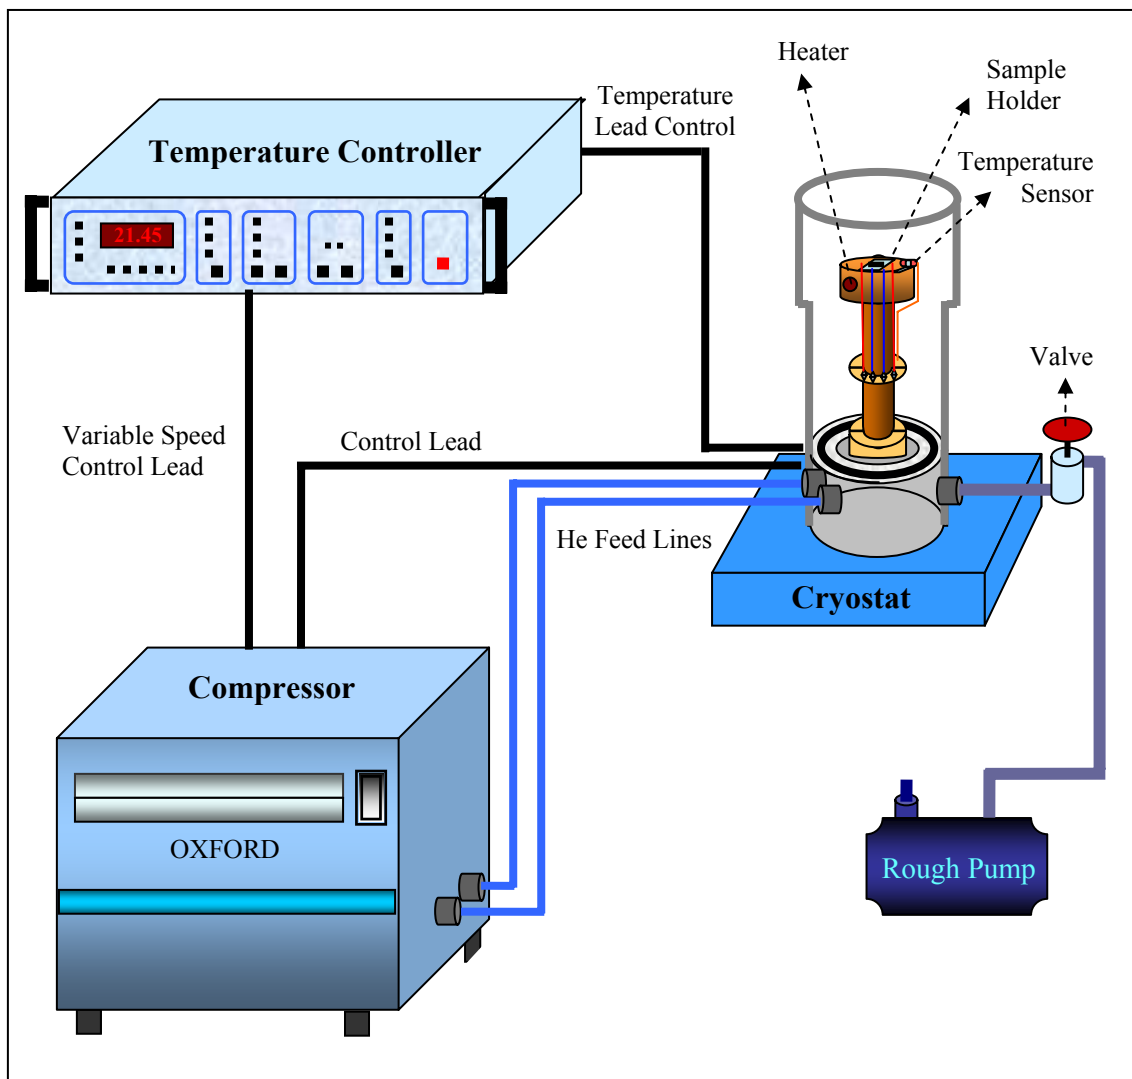 Heater
Sample
Holder
Temperature
Lead Control
Temperature Controller
Temperature
Sensor
21.45
Valve
Variable Speed
Control Lead
Control Lead
He Feed Lines
Cryostat
Compressor
OXFORD
Rough Pump